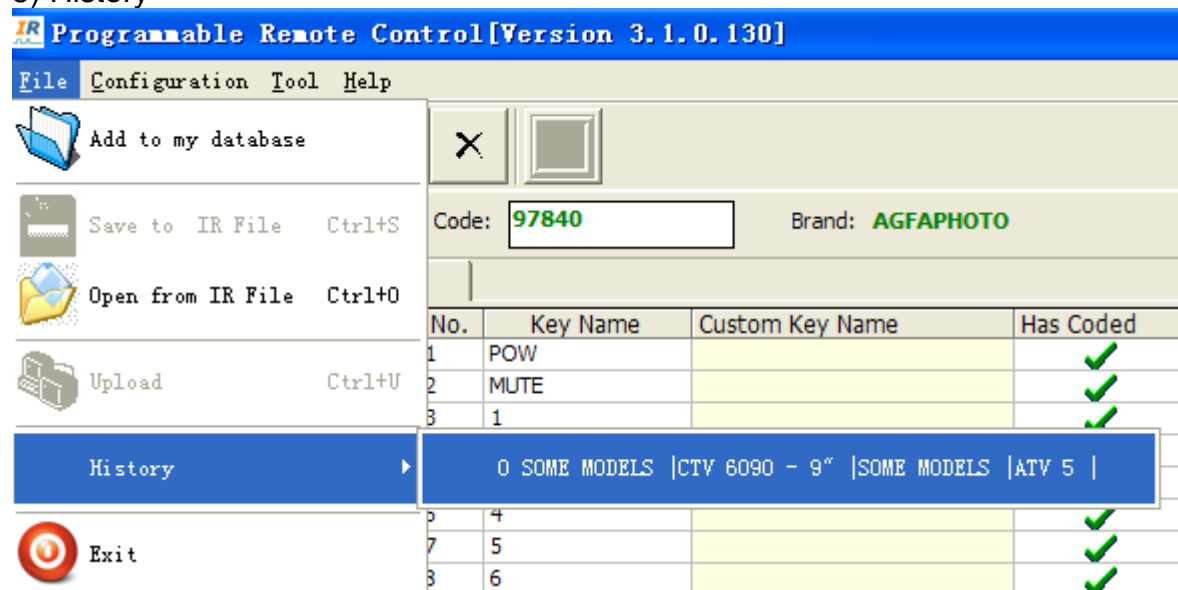 History
IR Programmable Remote Control[Version 3.1.0.130]
File Configuration Tool Help
Add to my database
Save to IR File Ctrl+S
Code: 97840 Brand: AGFAPHOTO
Open from IR File Ctrl+O
No. Key Name Custom Key Name Has Coded
1 POW
Upload Ctrl+U
2 MUTE
3 1
History 0 SOME MODELS |CTV 6090 - 9″ |SOME MODELS |ATV 5 |
4
Exit
7 5
8 6